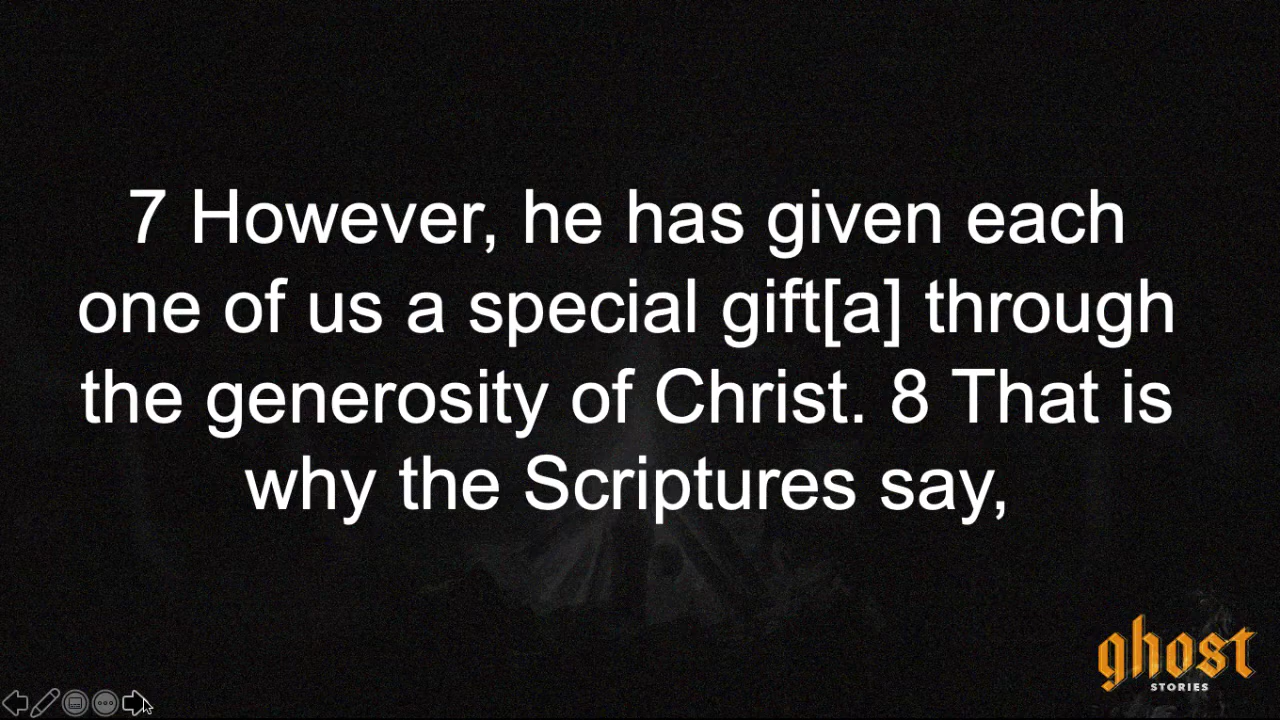 7 However, he has given each
one of us a special gift[a] through
the generosity of Christ. 8 That is
why the Scriptures say,
ghost
STORIES